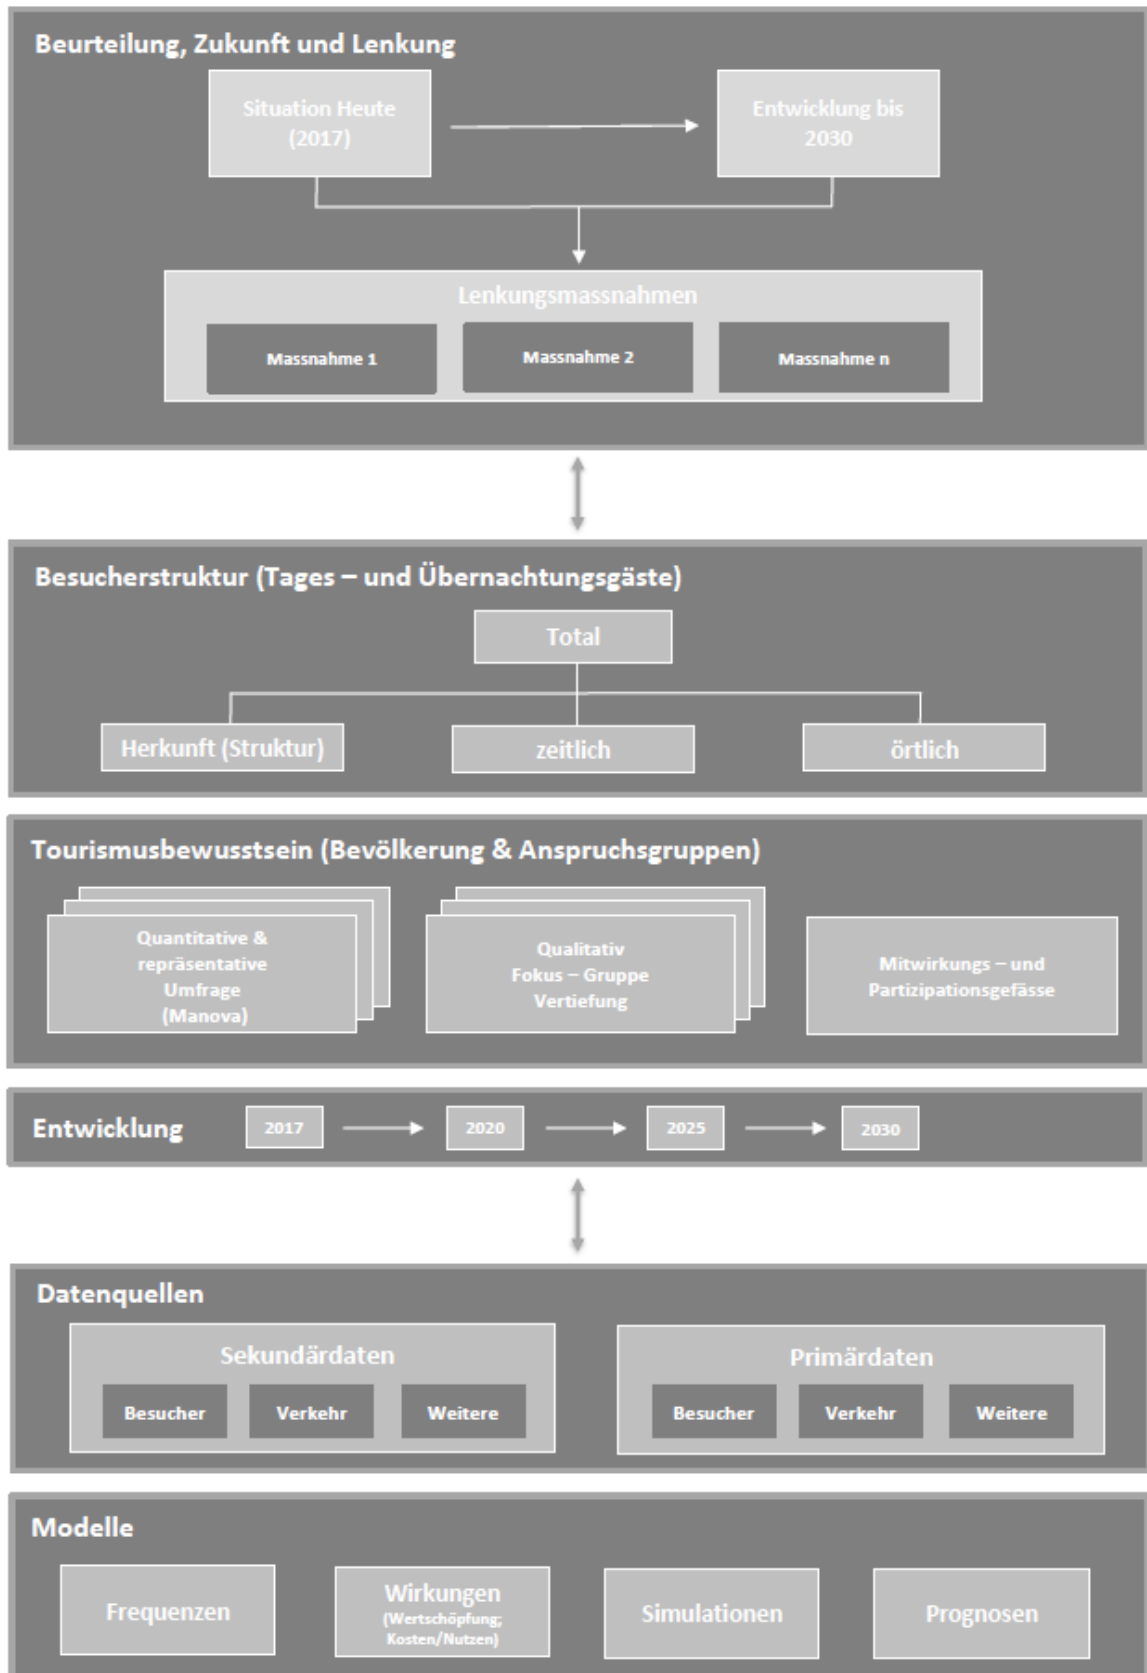 Beurteilung, Zukunft und Lenkung
Situation Heute
(2017)
Entwicklung bis
2030
Lenkungsmassnahmen
Massnahme 1
Massnahme 2
Massnahme n
Besucherstruktur (Tages – und Übernachtungsgäste)
Total
Herkunft (Struktur)
zeitlich
örtlich
Tourismusbewusstsein (Bevölkerung & Anspruchsgruppen)
Quantitative &
repräsentative
Umfrage
(Manova)
Qualitativ
Fokus – Gruppe
Vertiefung
Mitwirkungs – und
Partizipationsgefässe
Entwicklung
2017
2020
2025
2030
Datenquellen
Sekundärdaten
Besucher
Verkehr
Weitere
Primärdaten
Besucher
Verkehr
Weitere
Modelle
Frequenzen
Wirkungen
(Wertschöpfung;
Kosten/Nutzen)
Simulationen
Prognosen